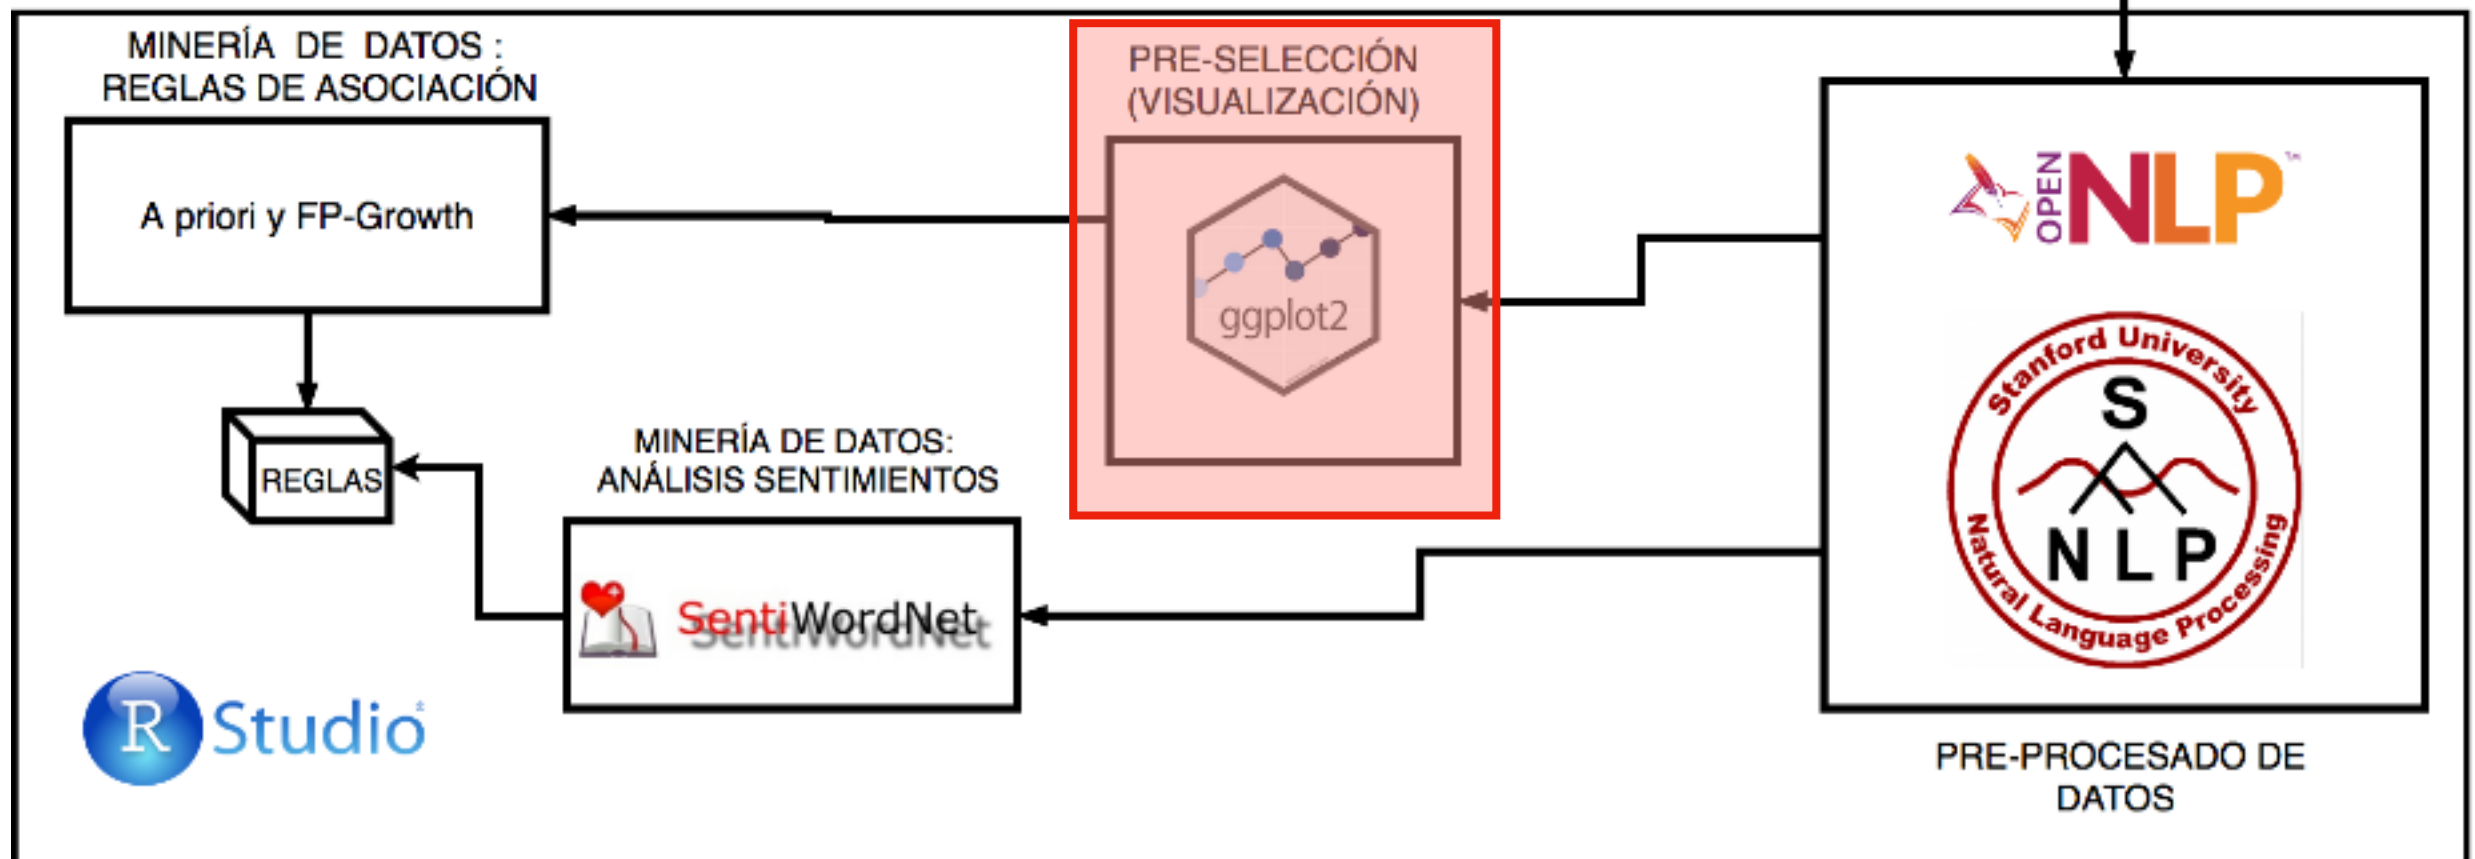 MINERÍA DE DATOS :
REGLAS DE ASOCIACIÓN
A priori y FP-Growth
REGLAS
PRE-SELECCIÓN
(VISUALIZACIÓN)
ggplot2
MINERÍA DE DATOS:
ANÁLISIS SENTIMIENTOS
SentiWordNet
R Studio
OPEN NLP™
Stanford University
S
NLP
Natural Language Processing
PRE-PROCESADO DE
DATOS